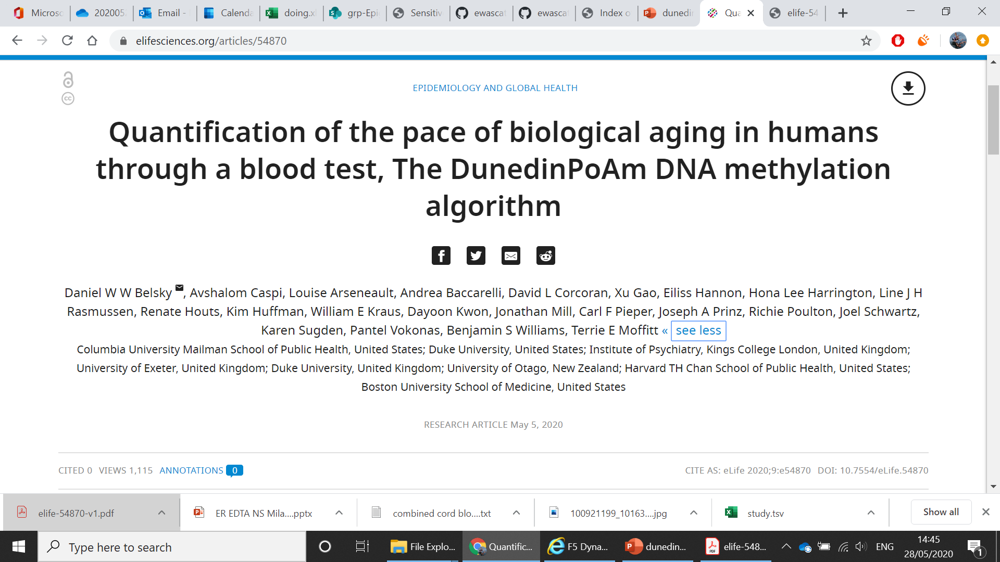 Microso 2020052 Email - Calenda doing.xl grp-Epi Sensitiv ewascat ewascat Index o dunedin Qua elife-54
elifesciences.org/articles/54870
cc
EPIDEMIOLOGY AND GLOBAL HEALTH
Quantification of the pace of biological aging in humans
through a blood test, The DunedinPoAm DNA methylation
algorithm
Daniel W W Belsky, Avshalom Caspi, Louise Arseneault, Andrea Baccarelli, David L Corcoran, Xu Gao, Eiliss Hannon, Hona Lee Harrington, Line J H
Rasmussen, Renate Houts, Kim Huffman, William E Kraus, Dayoon Kwon, Jonathan Mill, Carl F Pieper, Joseph A Prinz, Richie Poulton, Joel Schwartz,
Karen Sugden, Pantel Vokonas, Benjamin S Williams, Terrie E Moffitt « see less
Columbia University Mailman School of Public Health, United States; Duke University, United States; Institute of Psychiatry, Kings College London, United Kingdom;
University of Exeter, United Kingdom; Duke University, United Kingdom; University of Otago, New Zealand; Harvard TH Chan School of Public Health, United States;
Boston University School of Medicine, United States
RESEARCH ARTICLE May 5, 2020
CITED 0 VIEWS 1,115 ANNOTATIONS 0 CITE AS: eLife 2020;9:e54870 DOI: 10.7554/eLife.54870
elife-54870-v1.pdf ER EDTA NS Mila....pptx combined cord blo....txt 100921199_10163....jpg study.tsv Show all
Type here to search File Explo... Quantific... F5 Dyna... dunedin... elife-548... ENG 14:45
28/05/2020 1